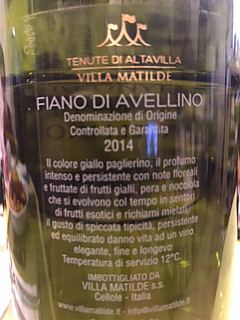 TENUTE DI ALTAVILLA
VILLA MATILDE
FIANO DI AVELLINO
Denominazione di Origine
Controllata e Garantita
2014
Il colore giallo paglierino, il profumo
intenso e persistente con note floreali
e fruttate di frutti gialli, pera e nocciola
che si evolvono col tempo in sentori
di frutti esotici e richiami mielati,
il gusto di spiccata tipicità, persistente
ed equilibrato danno vita ad un vino
elegante, fine e longevo
Temperatura di servizio 12°C.
IMBOTTIGLIATO DA
VILLA MATILDE s.s.
Cellole - Italia
www.villamatilde.it - info@villamatilde.it